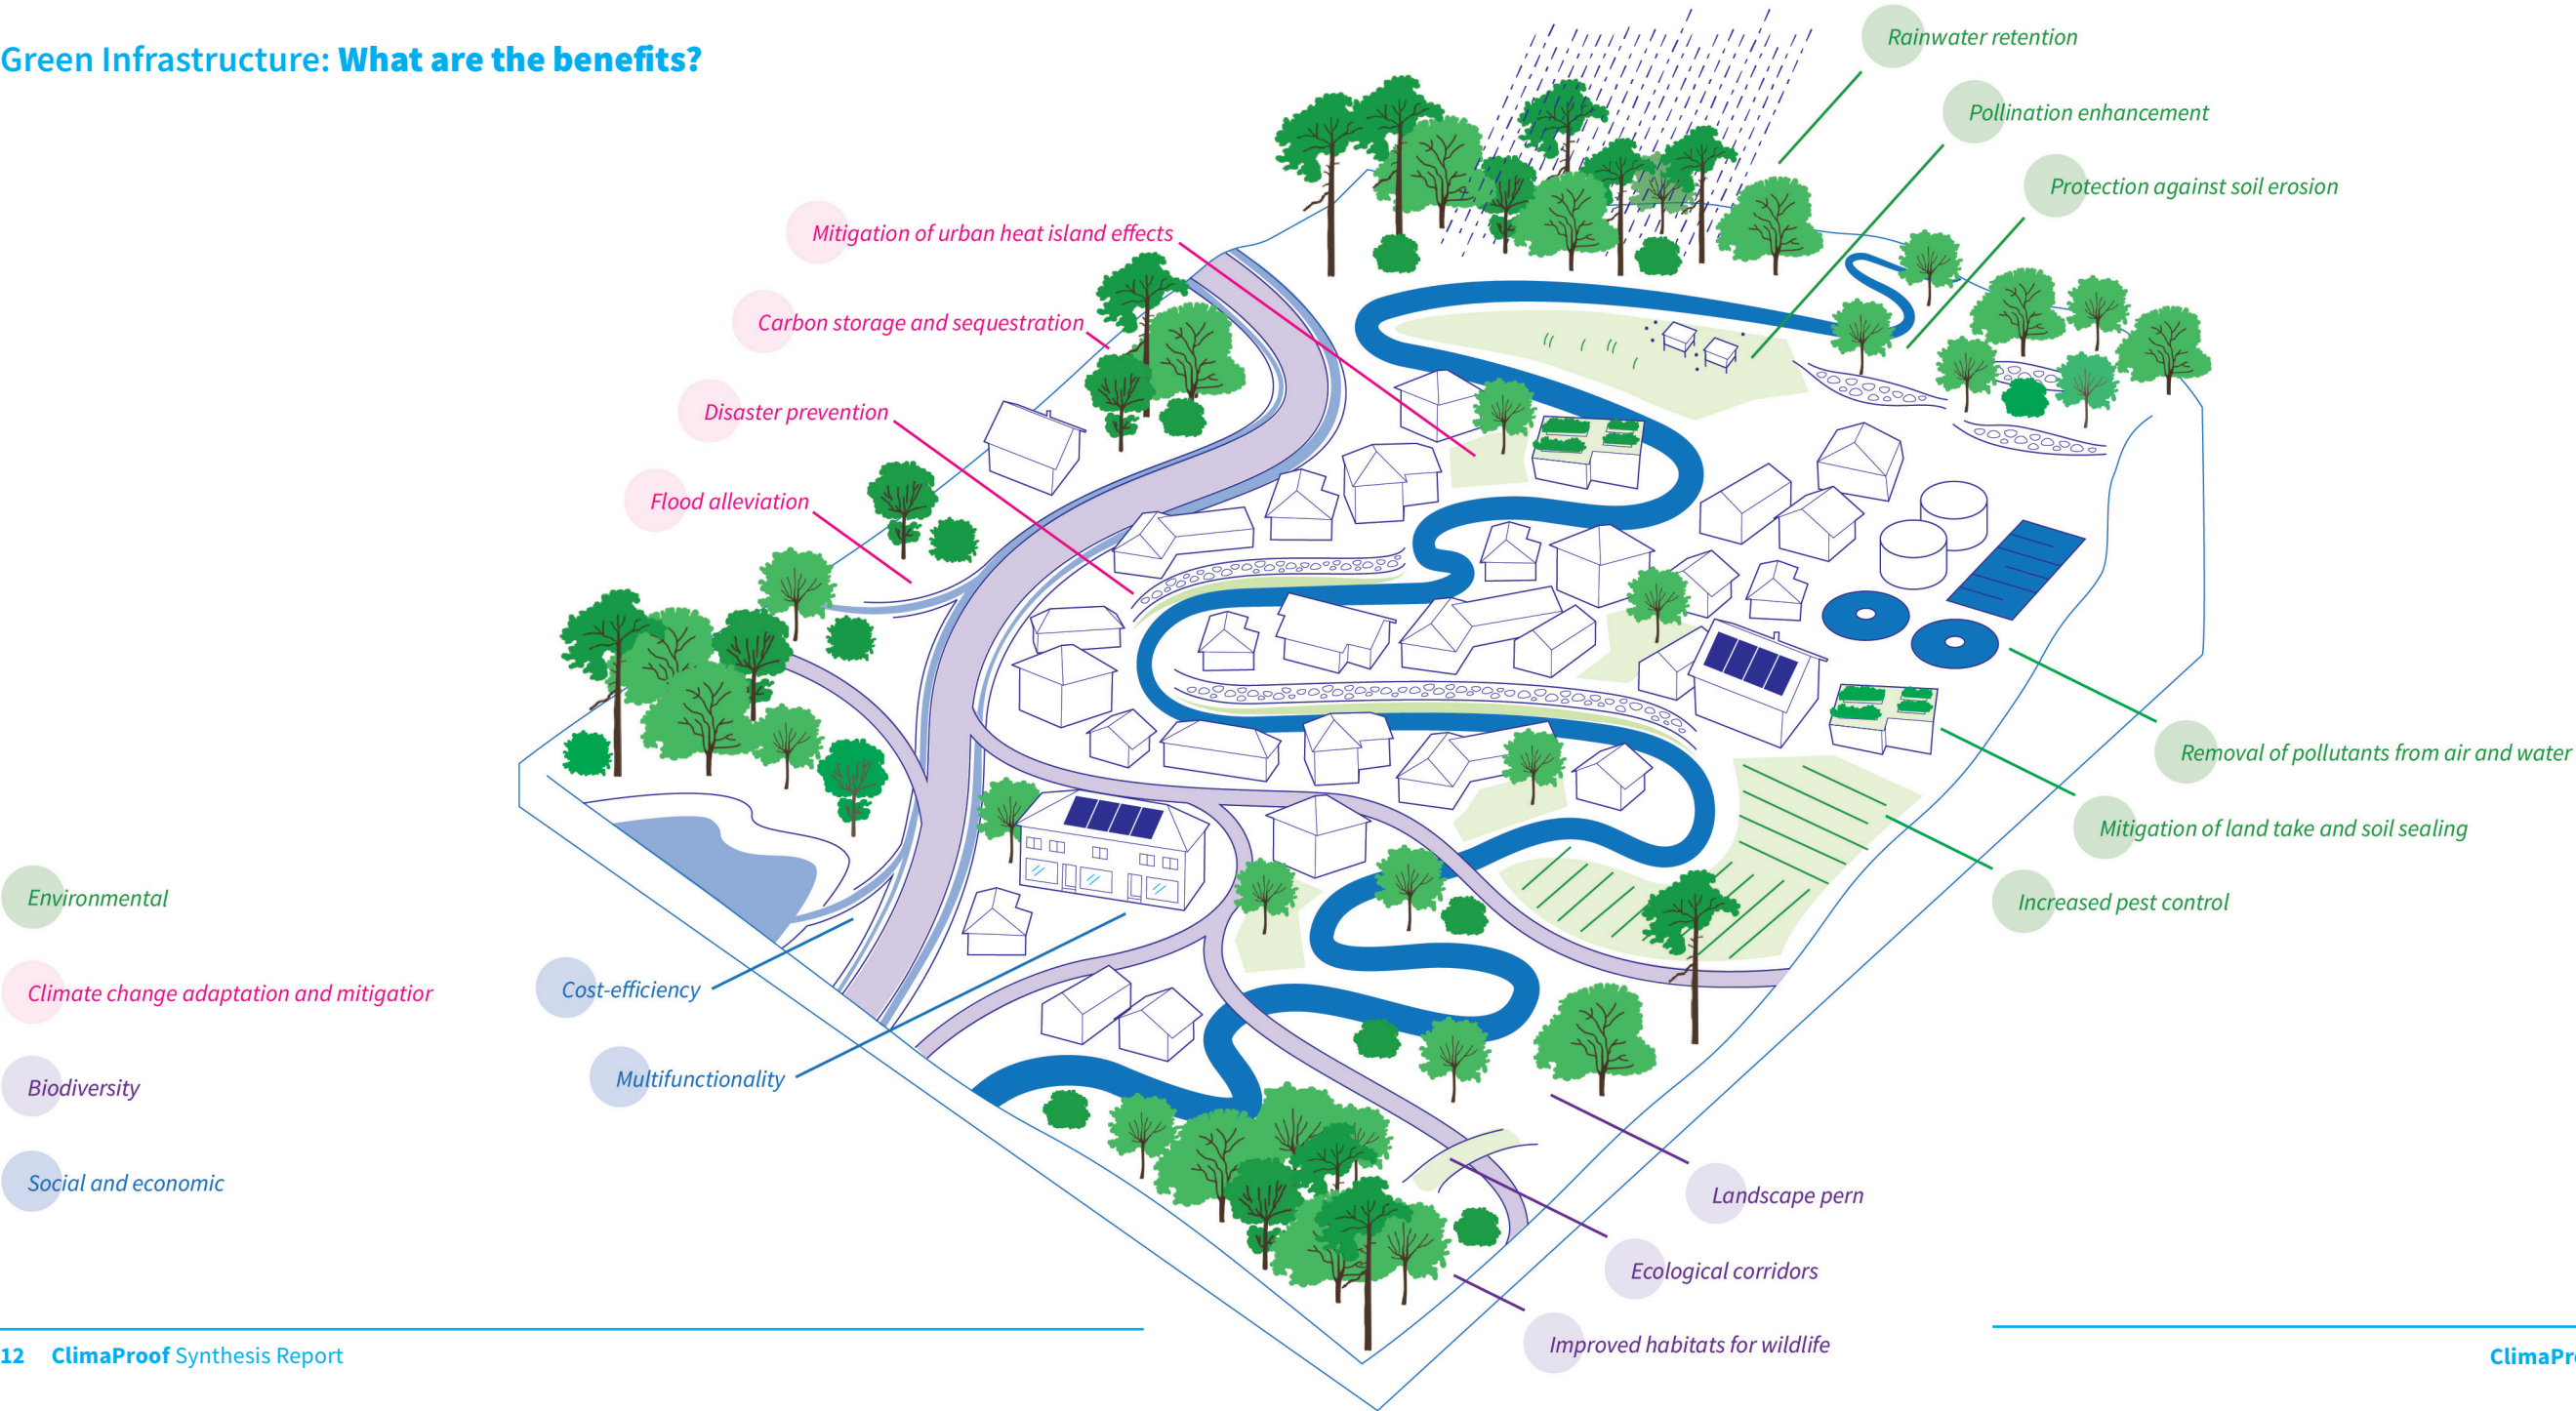 Green Infrastructure: What are the benefits?
Rainwater retention
Pollination enhancement
Protection against soil erosion
Mitigation of urban heat island effects
Carbon storage and sequestration
Disaster prevention
Flood alleviation
Removal of pollutants from air and water
Mitigation of land take and soil sealing
Increased pest control
Environmental
Climate change adaptation and mitigatior
Biodiversity
Social and economic
Cost-efficiency
Multifunctionality
Landscape pern
Ecological corridors
Improved habitats for wildlife
12 ClimaProof Synthesis Report